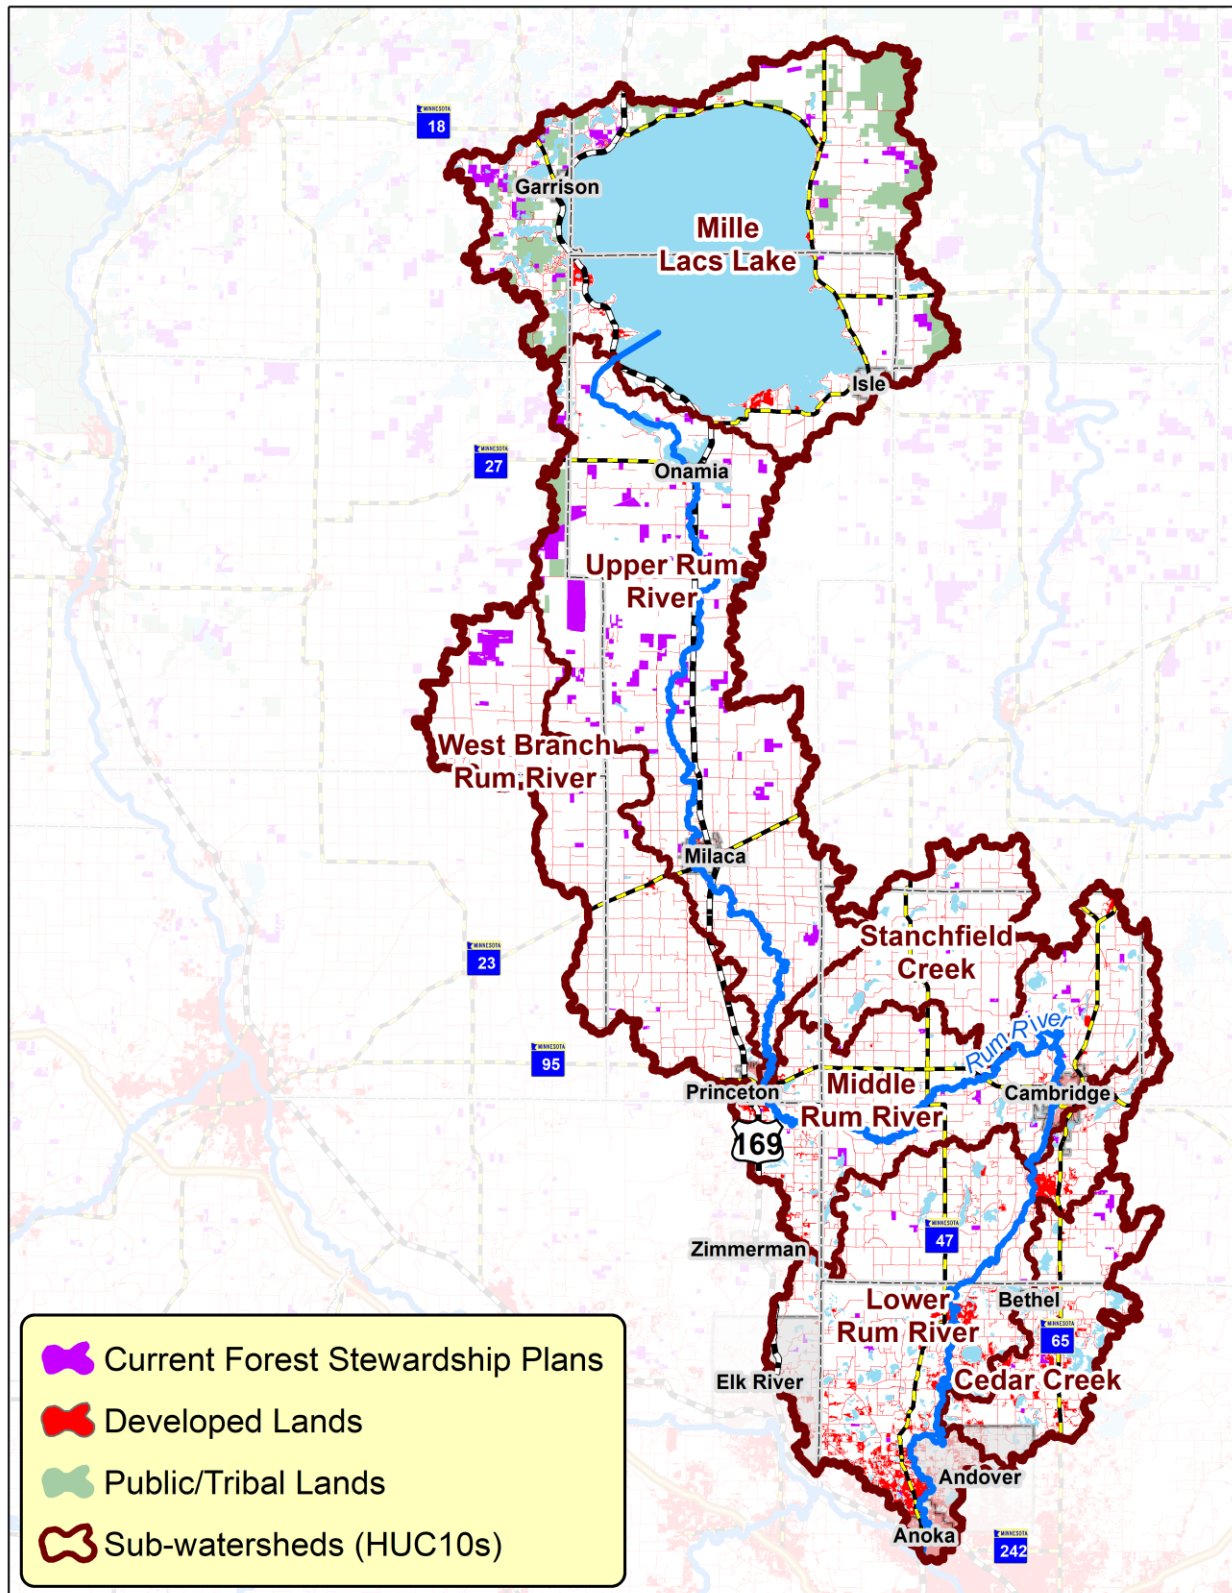 MINNESOTA
18
Garrison
Mille
Lacs Lake
Isle
MINNESOTA
27
Onamia
Upper Rum
River
West Branch
Rum River
Milaca
Stanchfield
Creek
MINNESOTA
23
Rum River
MINNESOTA
95
Princeton
Middle
Rum River
Cambridge
169
MINNESOTA
47
Zimmerman
Bethel
Lower
Rum River
MINNESOTA
65
Elk River
Cedar Creek
Andover
Anoka
MINNESOTA
242
Current Forest Stewardship Plans
Developed Lands
Public/Tribal Lands
Sub-watersheds (HUC10s)